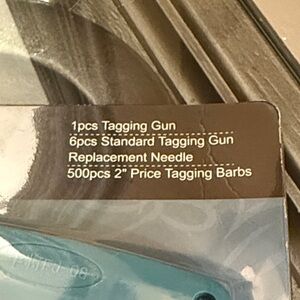 1pcs Tagging Gun
6pcs Standard Tagging Gun
Replacement Needle
500pcs 2" Price Tagging Barbs